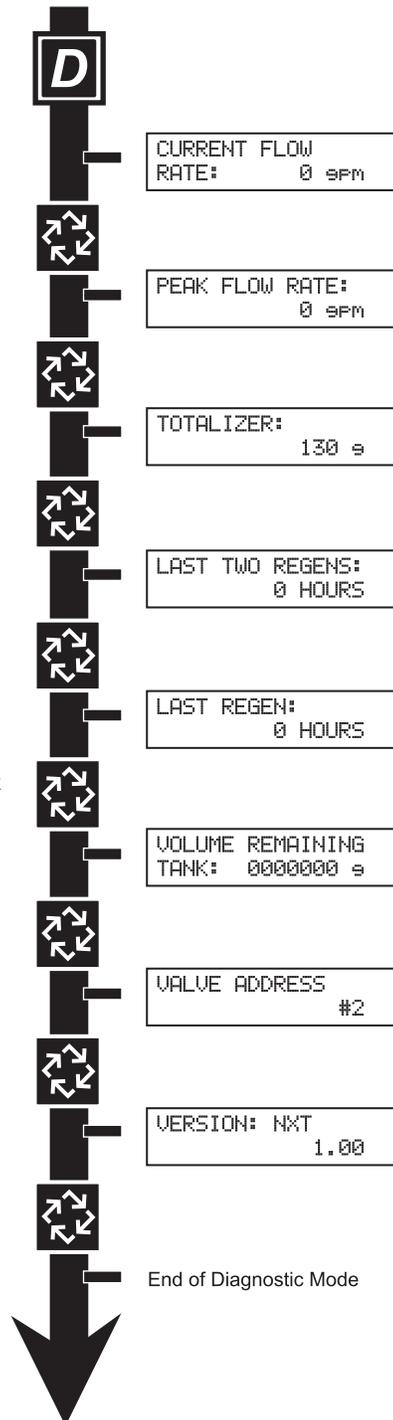 D
CURRENT FLOW
RATE: 0 gpm
PEAK FLOW RATE:
0 gpm
TOTALIZER:
130 g
LAST TWO REGENS:
0 HOURS
LAST REGEN:
0 HOURS
VOLUME REMAINING
TANK: 0000000 g
VALVE ADDRESS
#2
VERSION: NXT
1.00
End of Diagnostic Mode